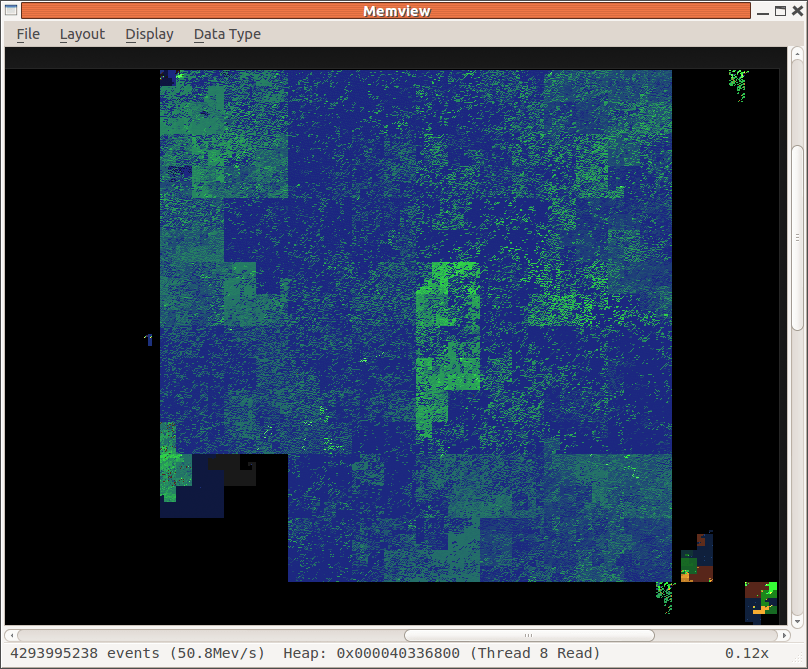 Memview
File Layout Display Data Type
4293995238 events (50.8Mev/s) Heap: 0x000040336800 (Thread 8 Read) 0.12x